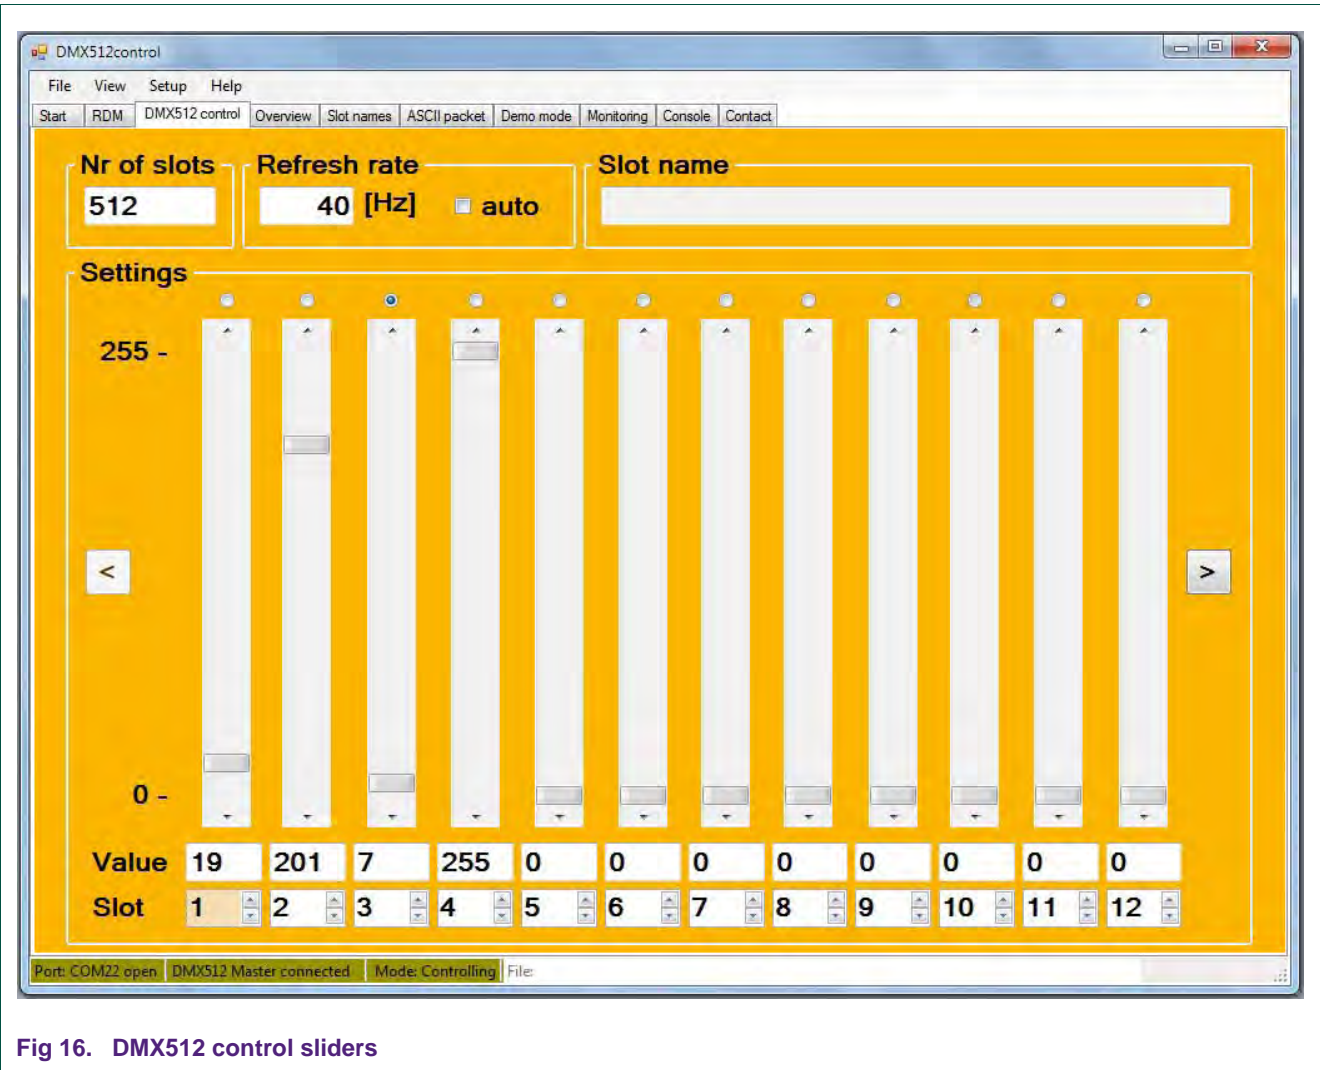 DMX512control
File View Setup Help
Start RDM DMX512 control Overview Slot names ASCII packet Demo mode Monitoring Console Contact
Nr of slots Refresh rate Slot name
512 40 [Hz] auto
Settings
255 -
< >
0 -
Value 19 201 7 255 0 0 0 0 0 0 0 0
Slot 1 2 3 4 5 6 7 8 9 10 11 12
Port: COM22 open DMX512 Master connected Mode: Controlling File:
Fig 16. DMX512 control sliders